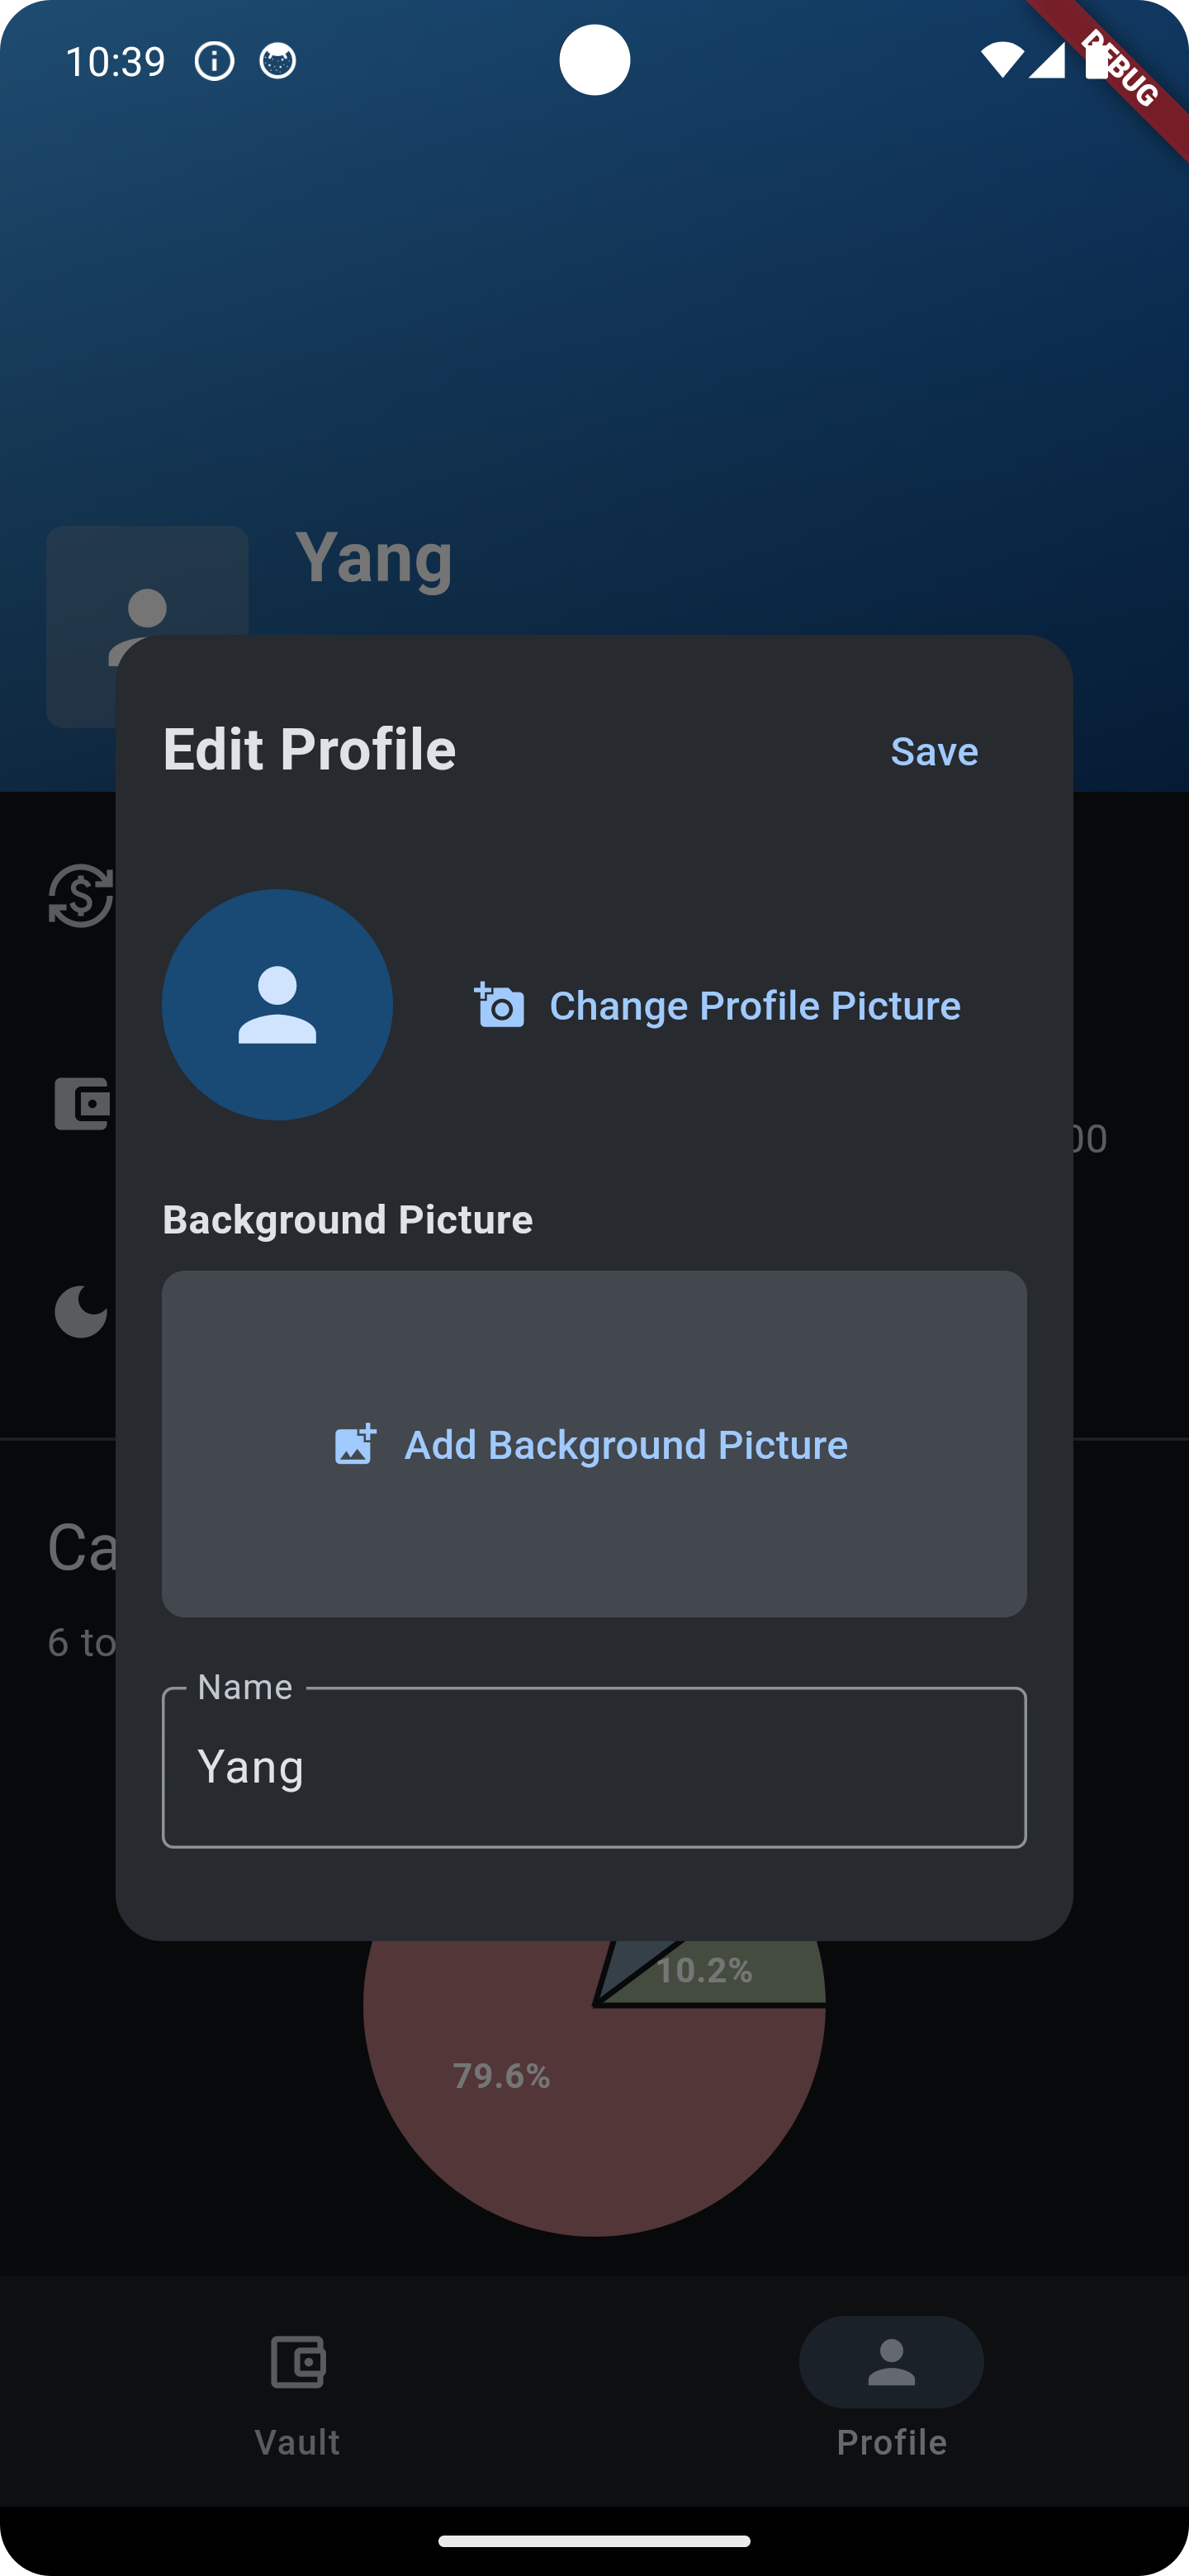 10:39
DEBUG
Yang
Edit Profile
Save
Change Profile Picture
00
Background Picture
Add Background Picture
Ca
6 to
Name
Yang
10.2%
79.6%
Vault
Profile